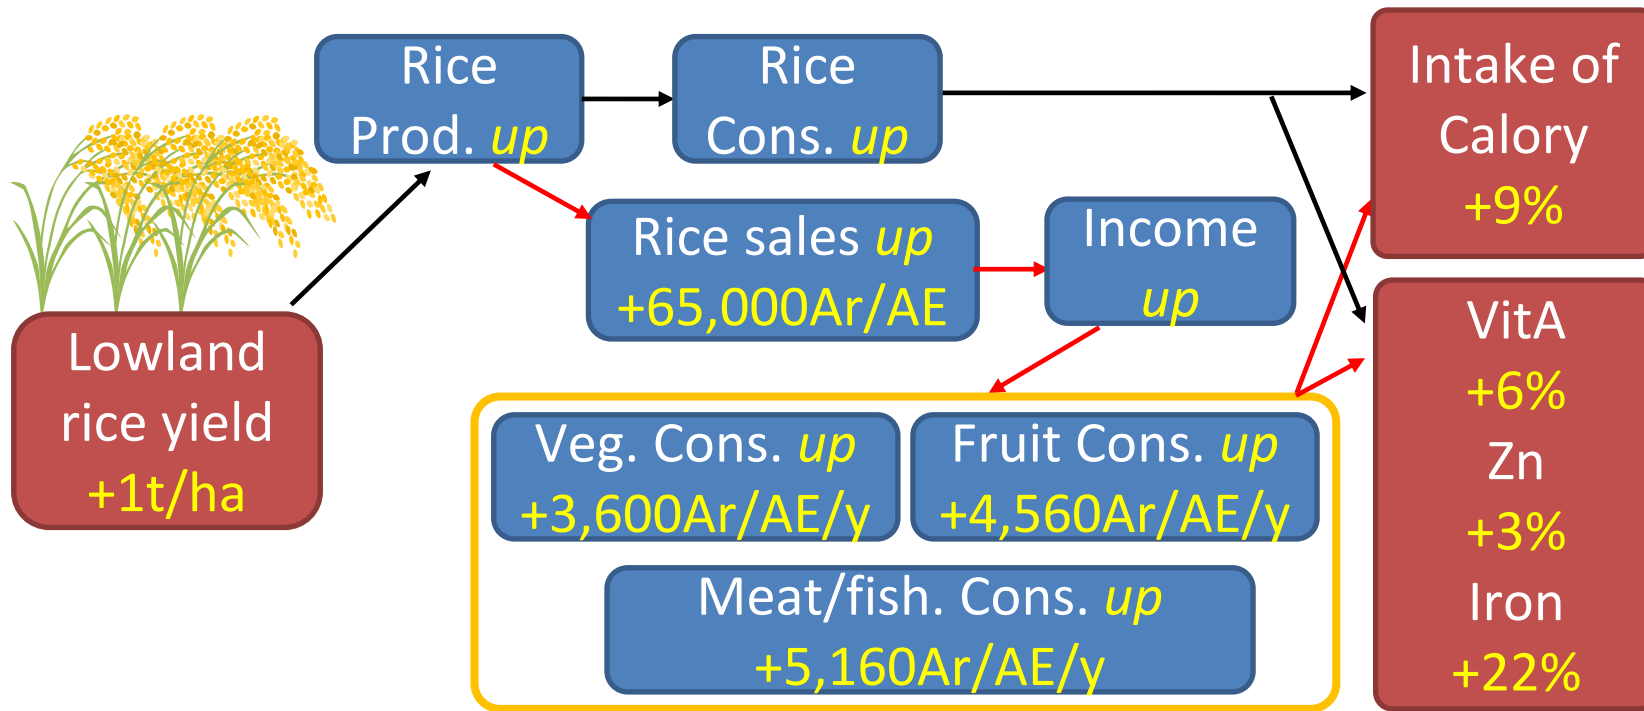 Rice
Prod. up
Rice
Cons. up
Intake of
Calory
+9%
Rice sales up
+65,000Ar/AE
Income
up
Lowland
rice yield
+1t/ha
Veg. Cons. up
+3,600Ar/AE/y
Fruit Cons. up
+4,560Ar/AE/y
Meat/fish. Cons. up
+5,160Ar/AE/y
VitA
+6%
Zn
+3%
Iron
+22%